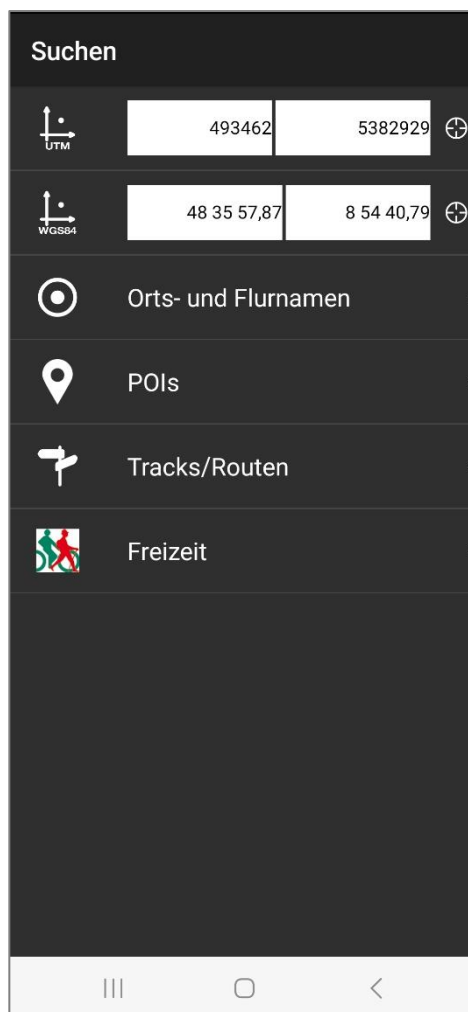 Suchen
UTM 493462 5382929
WGS84 48 35 57,87 8 54 40,79
Orts- und Flurnamen
POIs
Tracks/Routen
Freizeit